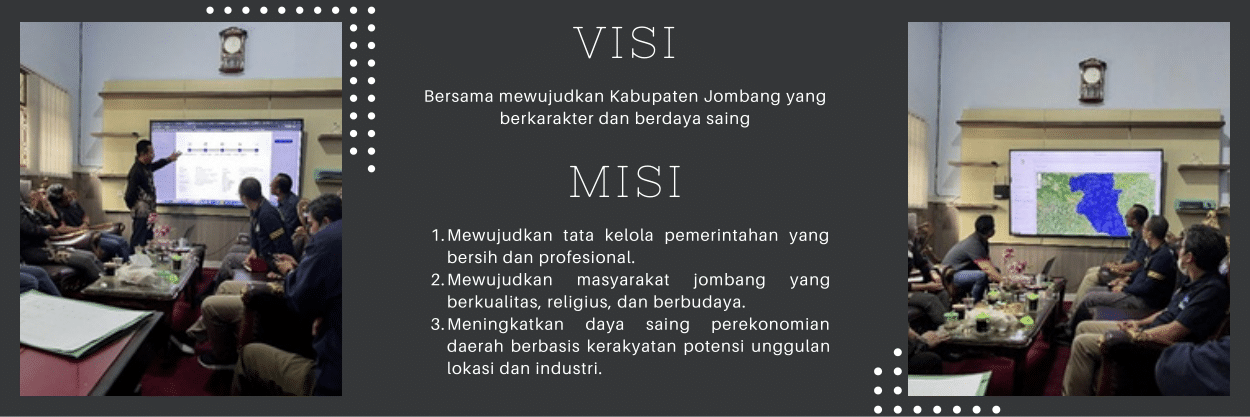 VISI
Bersama mewujudkan Kabupaten Jombang yang
berkarakter dan berdaya saing
MISI
1. Mewujudkan tata kelola pemerintahan yang
bersih dan profesional.
2. Mewujudkan masyarakat jombang yang
berkualitas, religius, dan berbudaya.
3. Meningkatkan daya saing perekonomian
daerah berbasis kerakyatan potensi unggulan
lokasi dan industri.